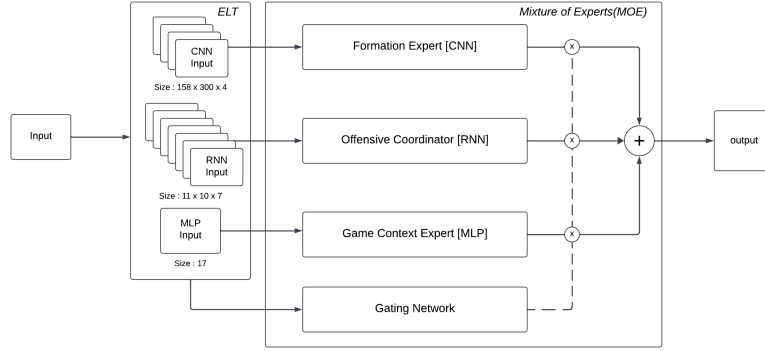 ELT
Mixture of Experts(MOE)
CNN
Input
Size : 158 x 300 x 4
Formation Expert [CNN]
x
Input
RNN
Input
Size : 11 x 10 x 7
Offensive Coordinator [RNN]
x
+
output
MLP
Input
Size : 17
Game Context Expert [MLP]
x
Gating Network